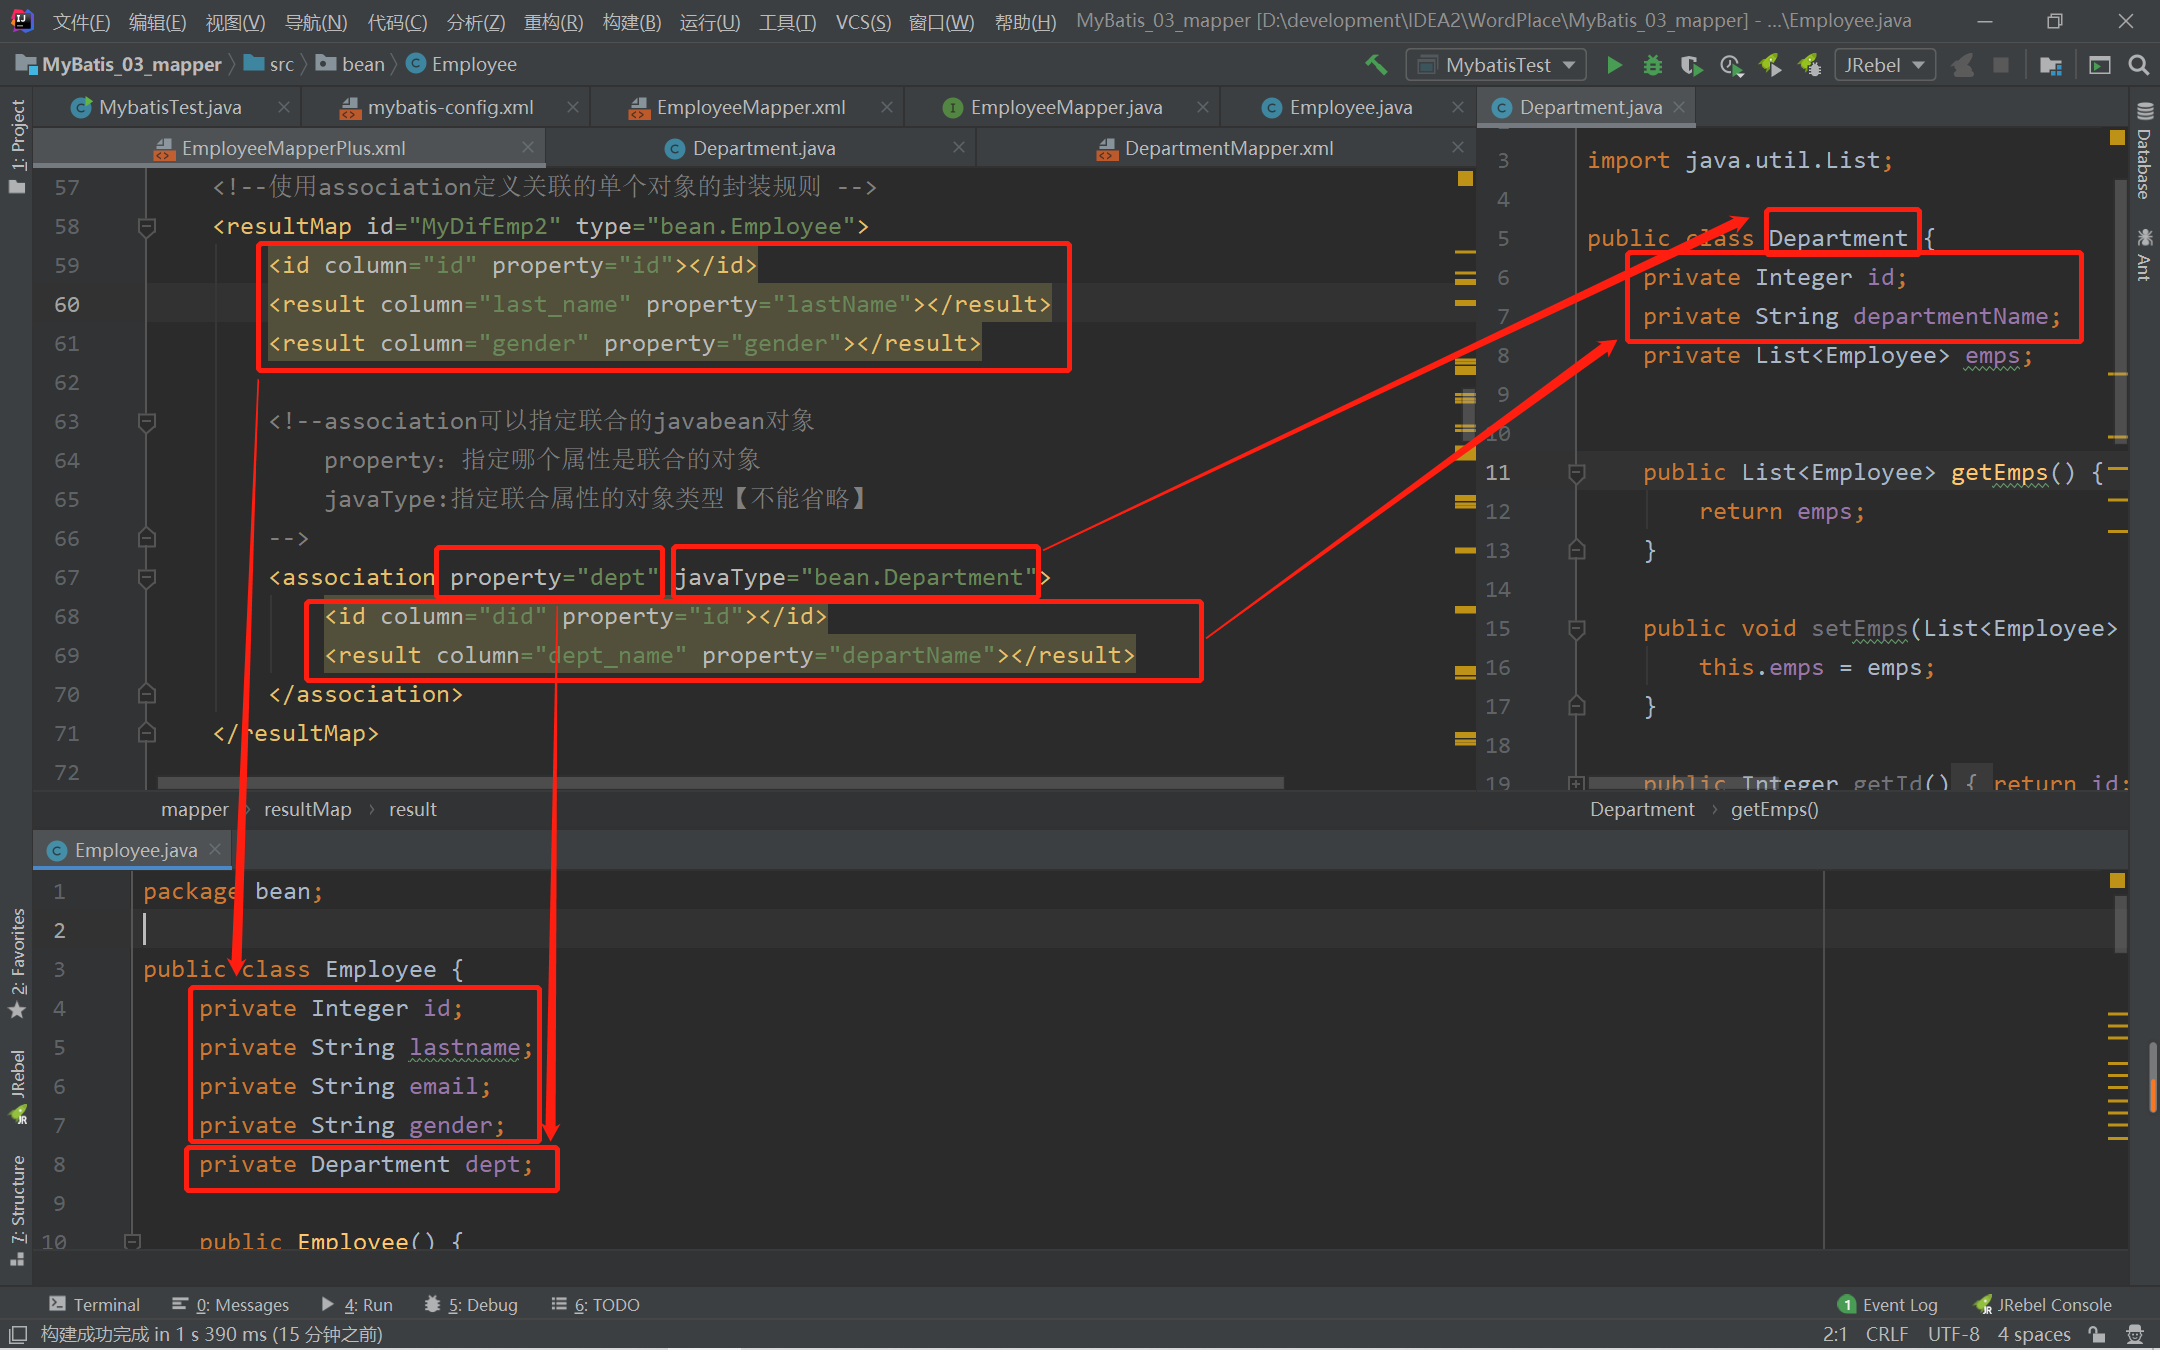 文件(F) 编辑(E) 视图(V) 导航(N) 代码(C) 分析(Z) 重构(R) 构建(B) 运行(U) 工具(T) VCS(S) 窗口(W) 帮助(H) MyBatis_03_mapper [D:\development\IDEA2\WordPlace\MyBatis_03_mapper] - ...\Employee.java
MyBatis_03_mapper src bean Employee
MybatisTest JRebel
MybatisTest.java mybatis-config.xml EmployeeMapper.xml EmployeeMapper.java Employee.java
EmployeeMapperPlus.xml Department.java DepartmentMapper.xml
57 <!--使用association定义关联的单个对象的封装规则 -->
58 <resultMap id="MyDifEmp2" type="bean.Employee">
59 <id column="id" property="id"></id>
60 <result column="last_name" property="lastName"></result>
61 <result column="gender" property="gender"></result>
62
63 <!--association可以指定联合的javabean对象
64 property: 指定哪个属性是联合的对象
65 javaType:指定联合属性的对象类型【不能省略】
66 -->
67 <association property="dept" javaType="bean.Department">
68 <id column="did" property="id"></id>
69 <result column="dept_name" property="departName"></result>
70 </association>
71 </resultMap>
72
mapper resultMap result
Department.java
3 import java.util.List;
4
5 public class Department {
6 private Integer id;
7 private String departmentName;
8 private List<Employee> emps;
9
10
11 public List<Employee> getEmps() {
12 return emps;
13 }
14
15 public void setEmps(List<Employee>
16 this.emps = emps;
17 }
18
19 public Integer getId() { return id;
Department getEmps()
Employee.java
1 package bean;
2
3 public class Employee {
4 private Integer id;
5 private String lastname;
6 private String email;
7 private String gender;
8 private Department dept;
9
10 public Employee() {
1: Project
2: Favorites
JRebel
7: Structure
Database
Ant
Terminal 0: Messages 4: Run 5: Debug 6: TODO
1 Event Log JRebel Console
构建成功完成 in 1 s 390 ms (15 分钟之前)
2:1 CRLF UTF-8 4 spaces